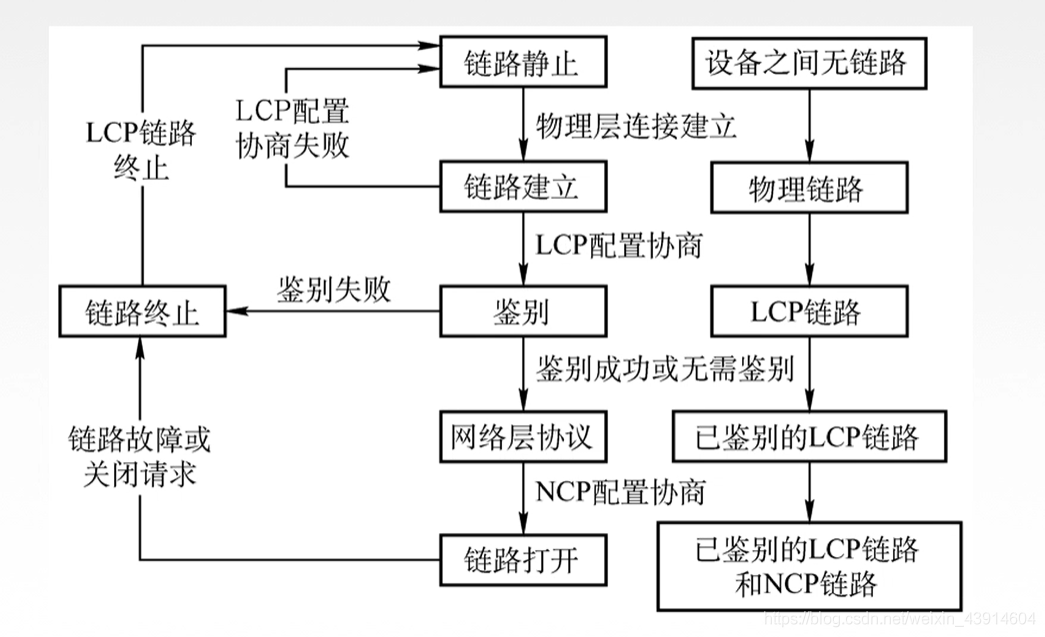 链路静止
设备之间无链路
LCP配置
协商失败
物理层连接建立
LCP链路
终止
链路建立
物理链路
LCP配置协商
鉴别失败
链路终止
鉴别
LCP链路
鉴别成功或无需鉴别
链路故障或
关闭请求
网络层协议
已鉴别的LCP链路
NCP配置协商
链路打开
已鉴别的LCP链路
和NCP链路
https://blog.csdn.net/weixin_43914604